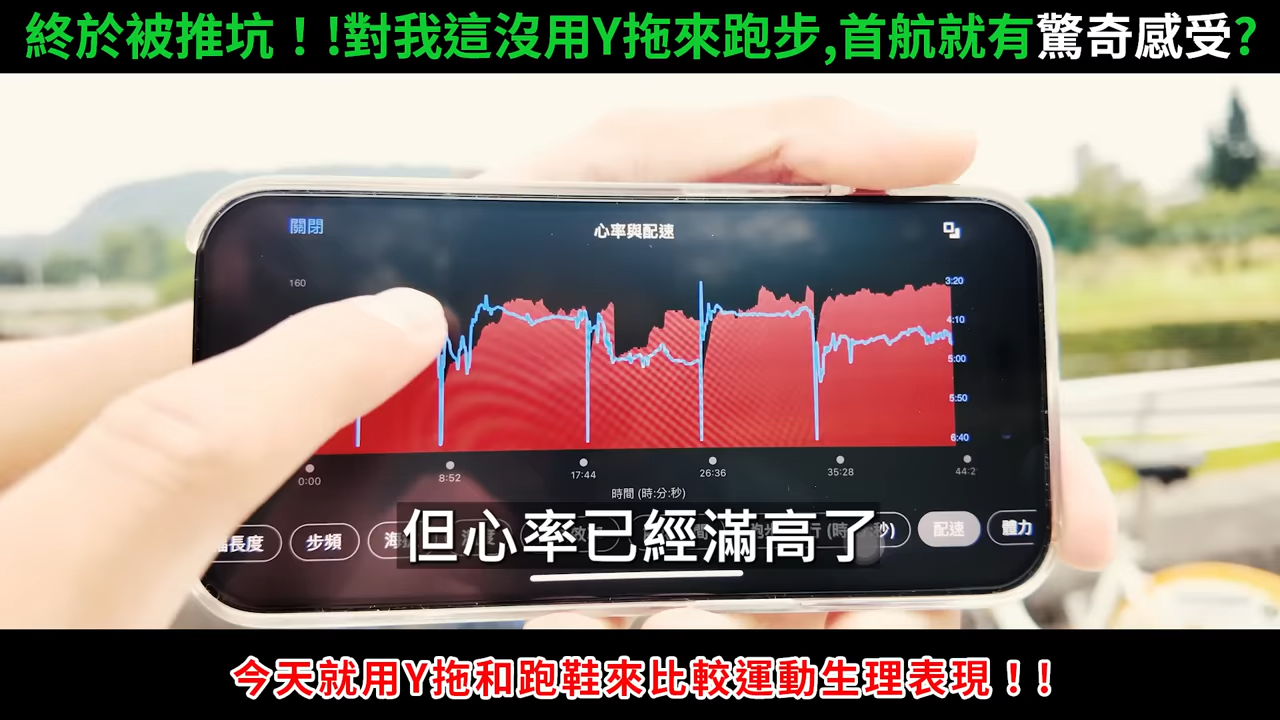 終於被推坑！!對我這沒用Y拖來跑步,首航就有驚奇感受?
關閉
心率與配速
160
3:20
4:10
5:00
5:50
6:40
0:00
8:52
17:44
26:36
35:28
44:2
時間 (時:分:秒)
長度
步頻
配速
體力
但心率已經滿高了
今天就用Y拖和跑鞋來比較運動生理表現！!